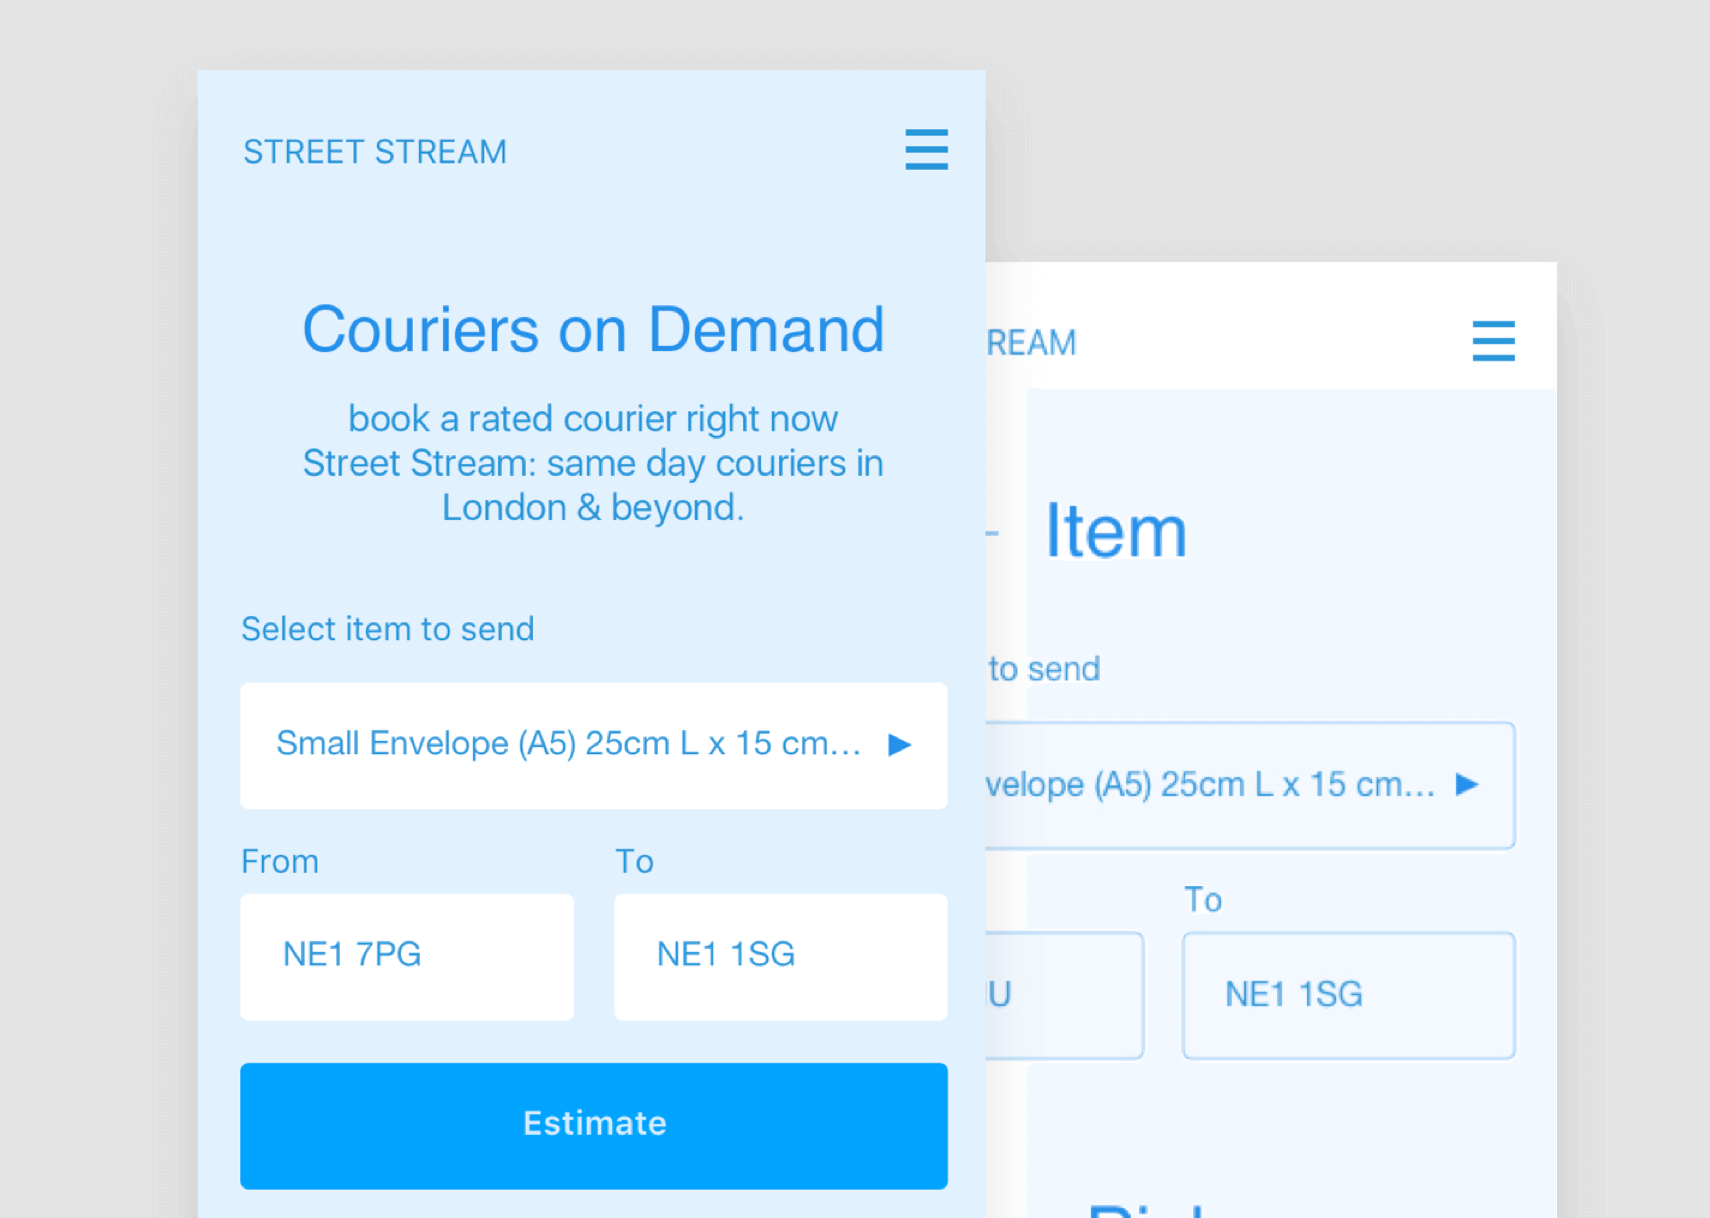 STREET STREAM
Couriers on Demand
book a rated courier right now
Street Stream: same day couriers in
London & beyond.
Select item to send
Small Envelope (A5) 25cm L x 15 cm...
From
To
NE1 7PG
NE1 1SG
Estimate
REAM
Item
to send
velope (A5) 25cm L x 15 cm...
To
U
NE1 1SG